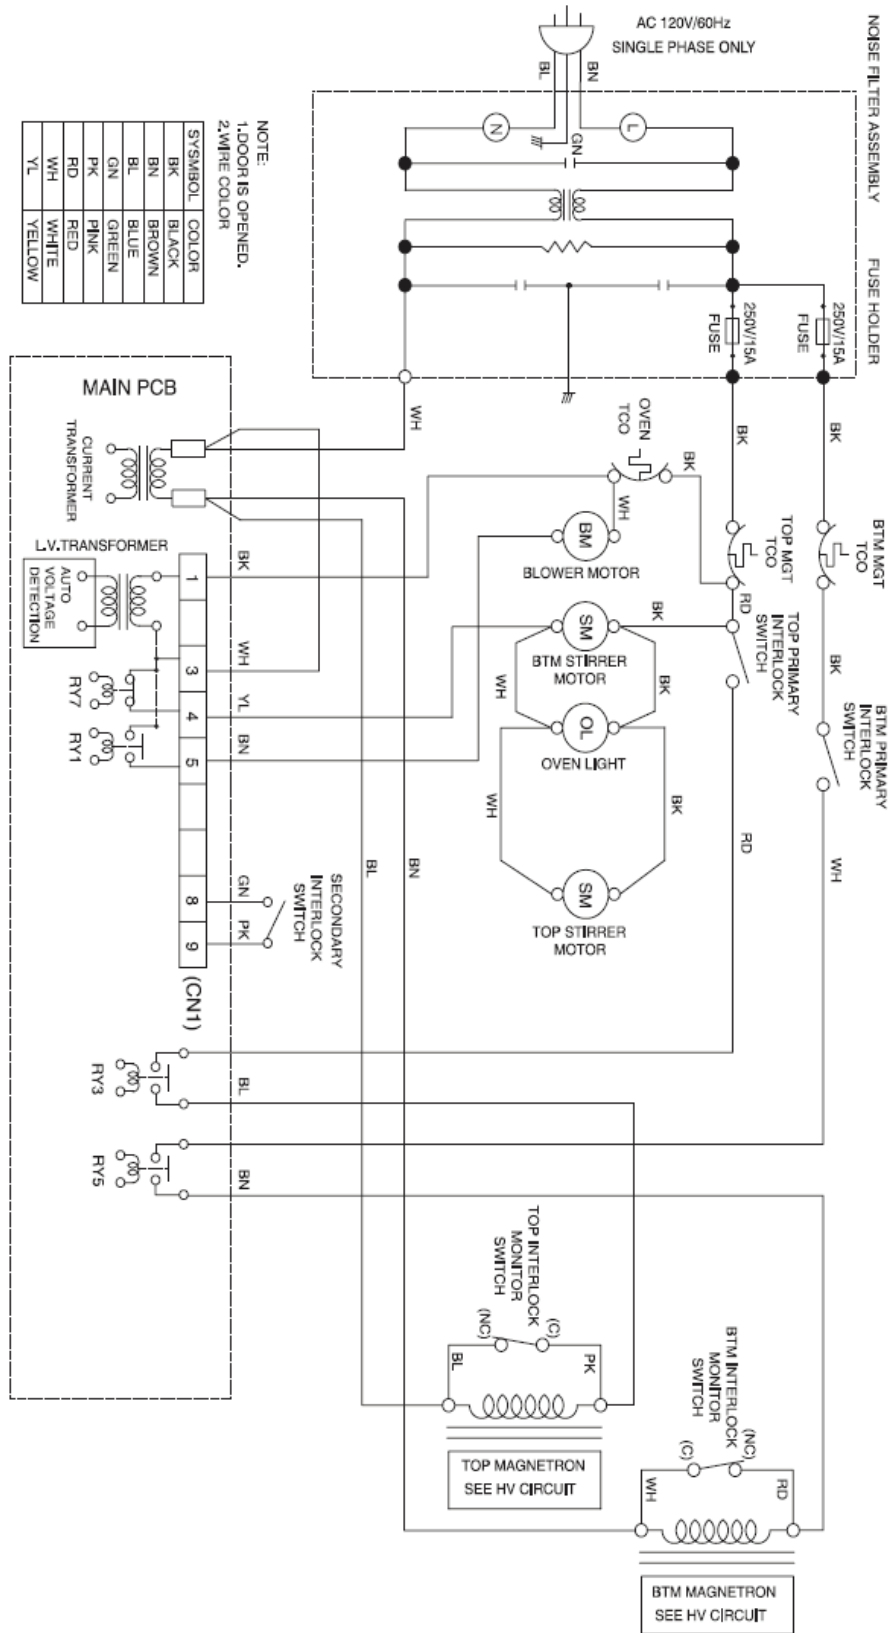 AC 120V/60Hz
SINGLE PHASE ONLY
NOISE FILTER ASSEMBLY
FUSE HOLDER
BL
BN
N
L
GN
250V/15A
FUSE
250V/15A
FUSE
NOTE:
1.DOOR IS OPENED.
2.WIRE COLOR
SYSMBOL COLOR
BK BLACK
BN BROWN
BL BLUE
GN GREEN
PK PINK
RD RED
WH WHITE
YL YELLOW
MAIN PCB
CURRENT
TRANSFORMER
L.V.TRANSFORMER
AUTO
VOLTAGE
DETECTION
RY7
RY1
1
3
4
5
8
9
(CN1)
BK
WH
YL
BN
GN
PK
SECONDARY
INTERLOCK
SWITCH
WH
BL
BN
OVEN
TCO
BK
WH
BM
BLOWER MOTOR
SM
BTM STIRRER
MOTOR
BK
WH
BK
OL
OVEN LIGHT
WH
BK
SM
TOP STIRRER
MOTOR
BK
TOP MGT
TCO
RD
TOP PRIMARY
INTERLOCK
SWITCH
RD
BK
BTM MGT
TCO
BK
BTM PRIMARY
INTERLOCK
SWITCH
WH
RY3
BL
RY5
BN
TOP INTERLOCK
MONITOR
SWITCH
(NC)
(C)
BL
PK
TOP MAGNETRON
SEE HV CIRCUIT
BTM INTERLOCK
MONITOR
SWITCH
(C)
(NC)
WH
RD
BTM MAGNETRON
SEE HV CIRCUIT